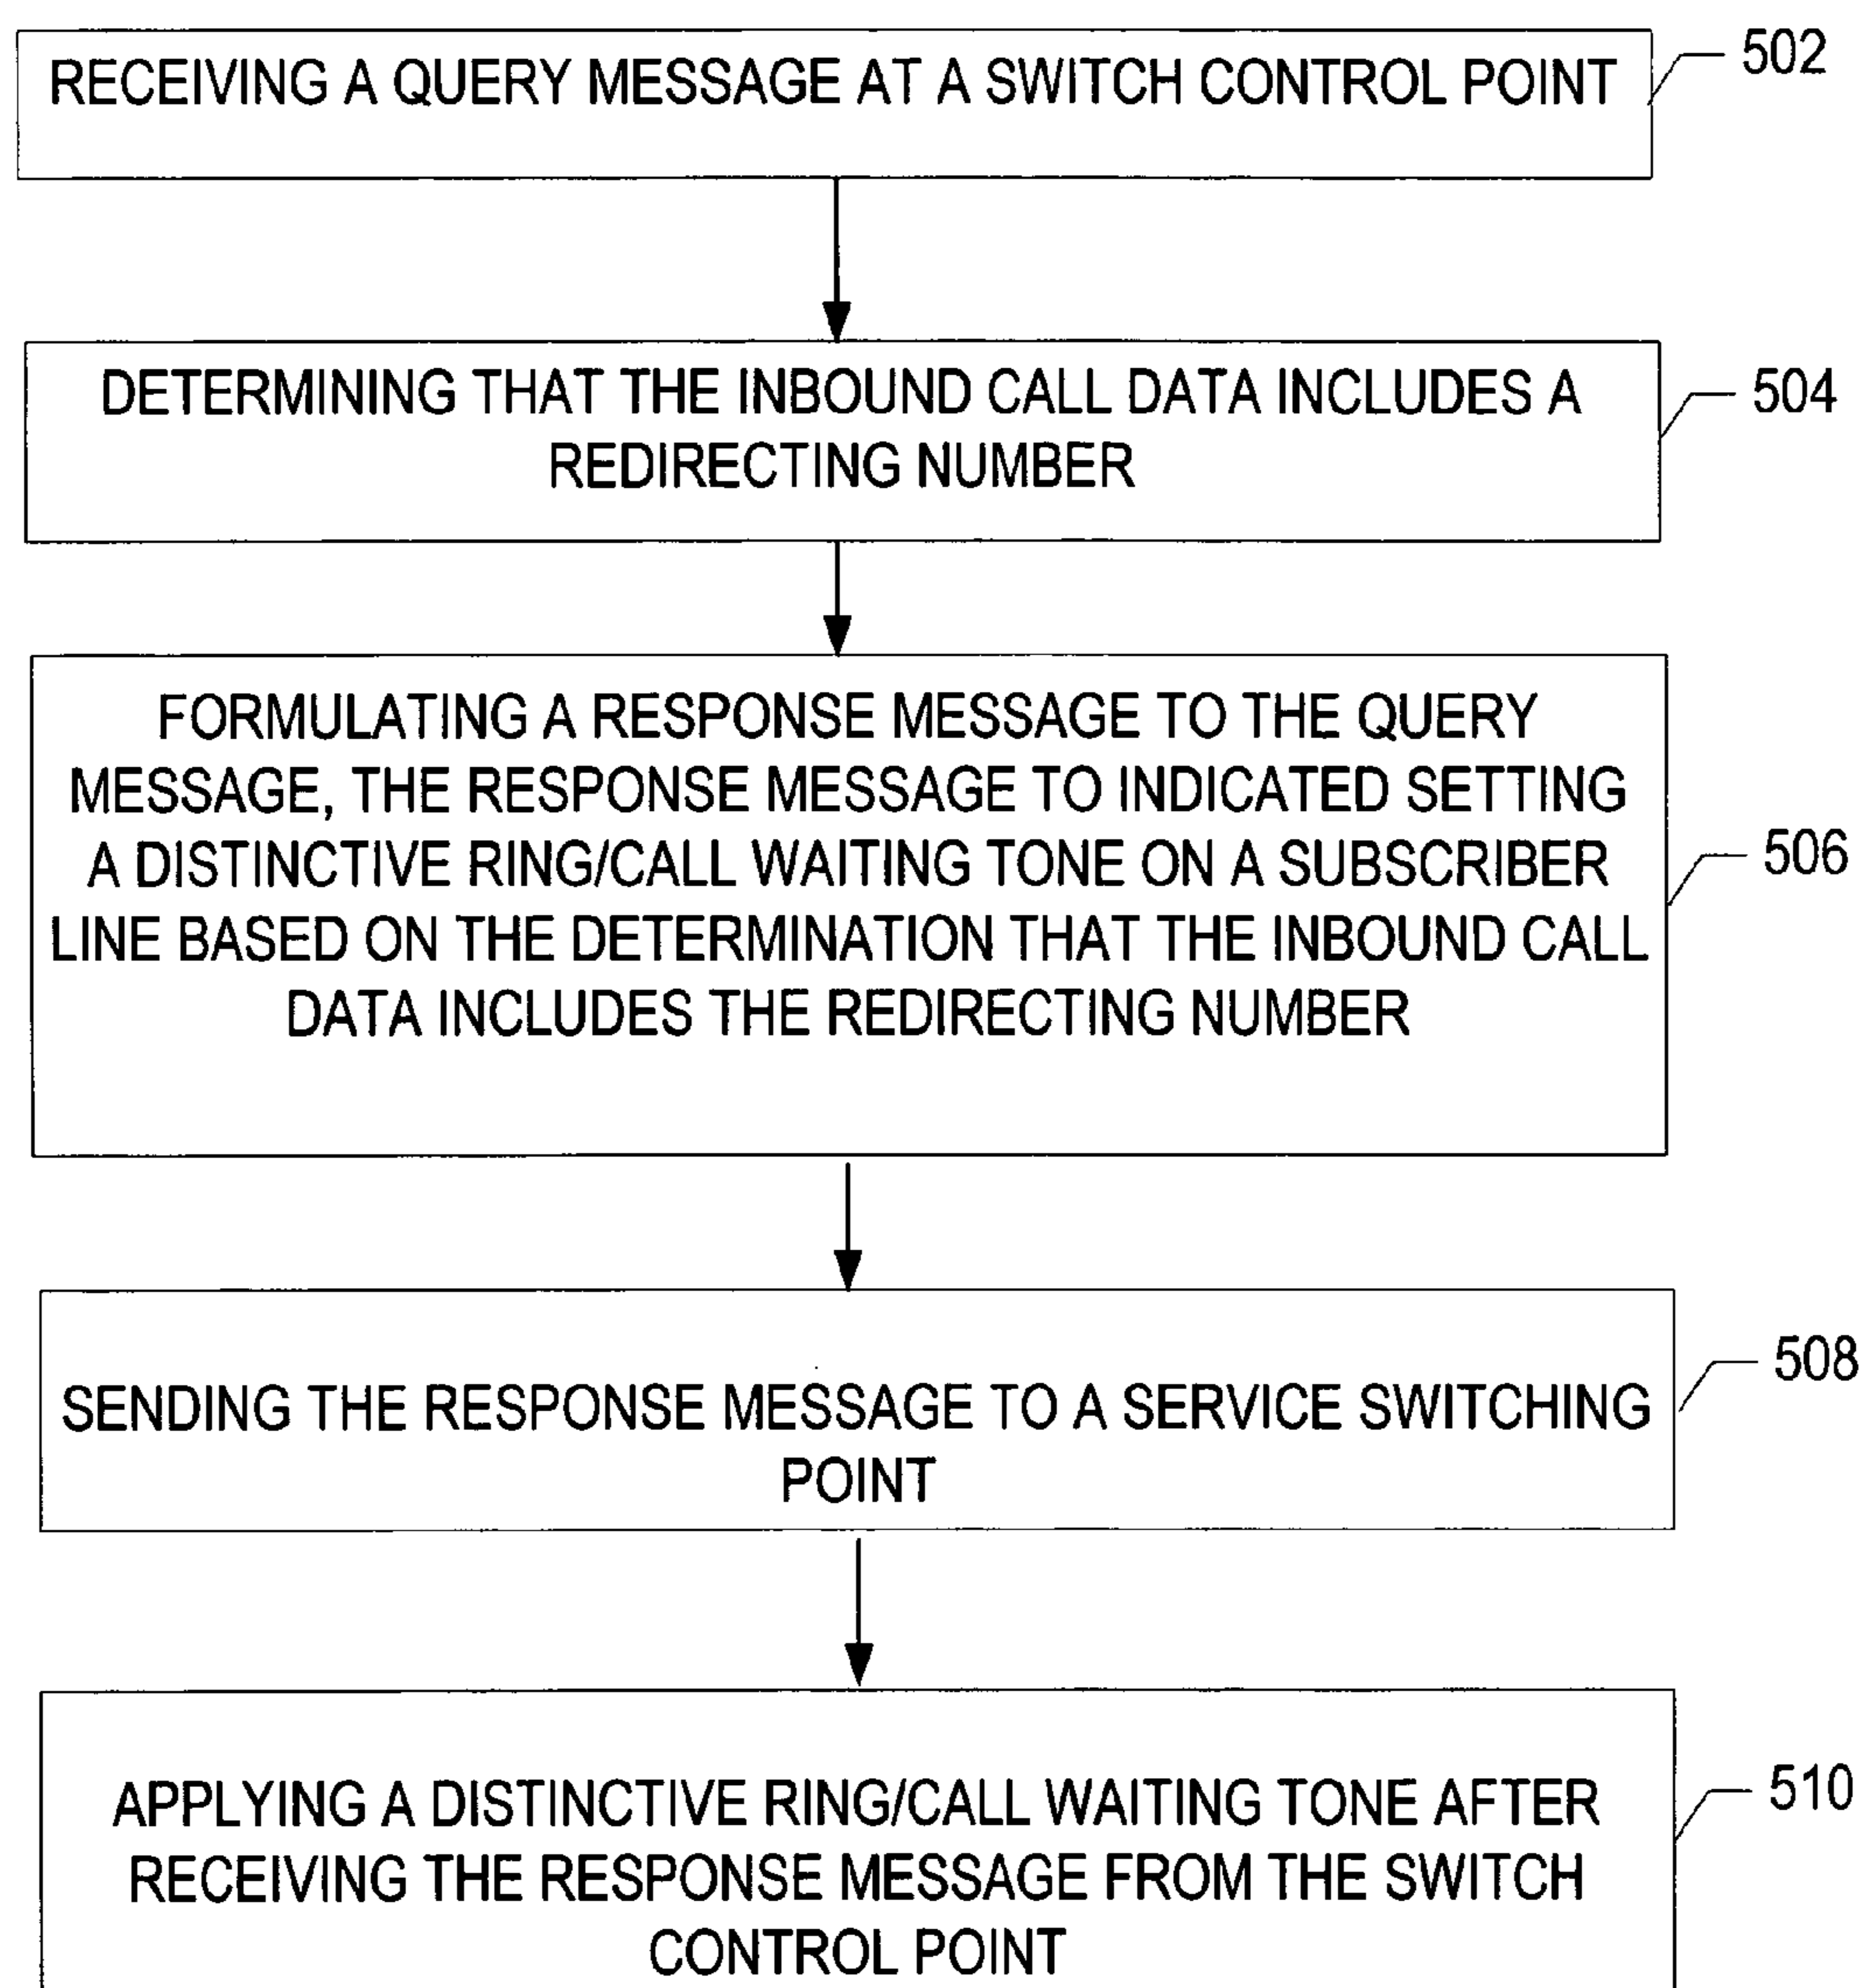 RECEIVING A QUERY MESSAGE AT A SWITCH CONTROL POINT
502
DETERMINING THAT THE INBOUND CALL DATA INCLUDES A
REDIRECTING NUMBER
504
FORMULATING A RESPONSE MESSAGE TO THE QUERY
MESSAGE, THE RESPONSE MESSAGE TO INDICATED SETTING
A DISTINCTIVE RING/CALL WAITING TONE ON A SUBSCRIBER
LINE BASED ON THE DETERMINATION THAT THE INBOUND CALL
DATA INCLUDES THE REDIRECTING NUMBER
506
SENDING THE RESPONSE MESSAGE TO A SERVICE SWITCHING
POINT
508
APPLYING A DISTINCTIVE RING/CALL WAITING TONE AFTER
RECEIVING THE RESPONSE MESSAGE FROM THE SWITCH
CONTROL POINT
510